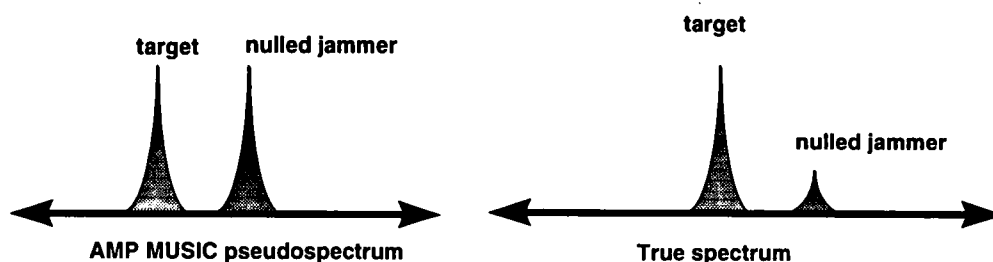 target
nulled jammer
AMP MUSIC pseudospectrum
target
nulled jammer
True spectrum